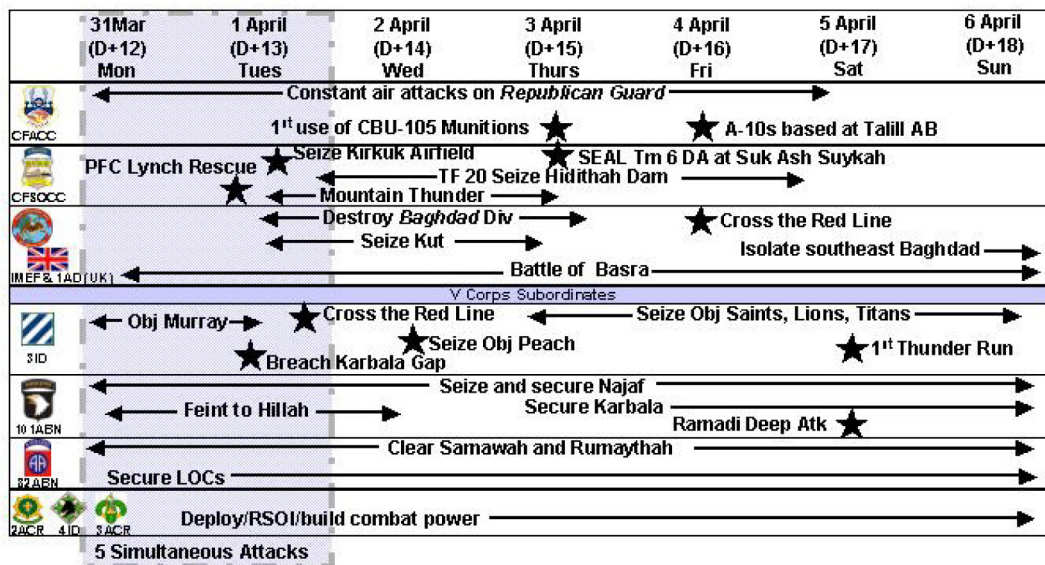 31Mar 1 April 2 April 3 April 4 April 5 April 6 April
(D+12) (D+13) (D+14) (D+15) (D+16) (D+17) (D+18)
Mon Tues Wed Thurs Fri Sat Sun
Constant air attacks on Republican Guard
1st use of CBU-105 Munitions A-10s based at Talill AB
CFACC
PFC Lynch Rescue Seize Kirkuk Airfield SEAL Tm 6 DA at Suk Ash Suykah
TF 20 Seize Hidithah Dam
CFSOCC Mountain Thunder
Destroy Baghdad Div Cross the Red Line
Seize Kut Isolate southeast Baghdad
IMEF & 1AD(UK) Battle of Basra
V Corps Subordinates
Obj Murray Cross the Red Line Seize Obj Saints, Lions, Titans
Seize Obj Peach 1st Thunder Run
3ID Breach Karbala Gap
Seize and secure Najaf
Feint to Hillah Secure Karbala
101ABN Ramadi Deep Atk
Clear Samawah and Rumaythah
AA
82ABN Secure LOCs
Deploy/RSOI/build combat power
2ACR 4ID 3ACR
5 Simultaneous Attacks